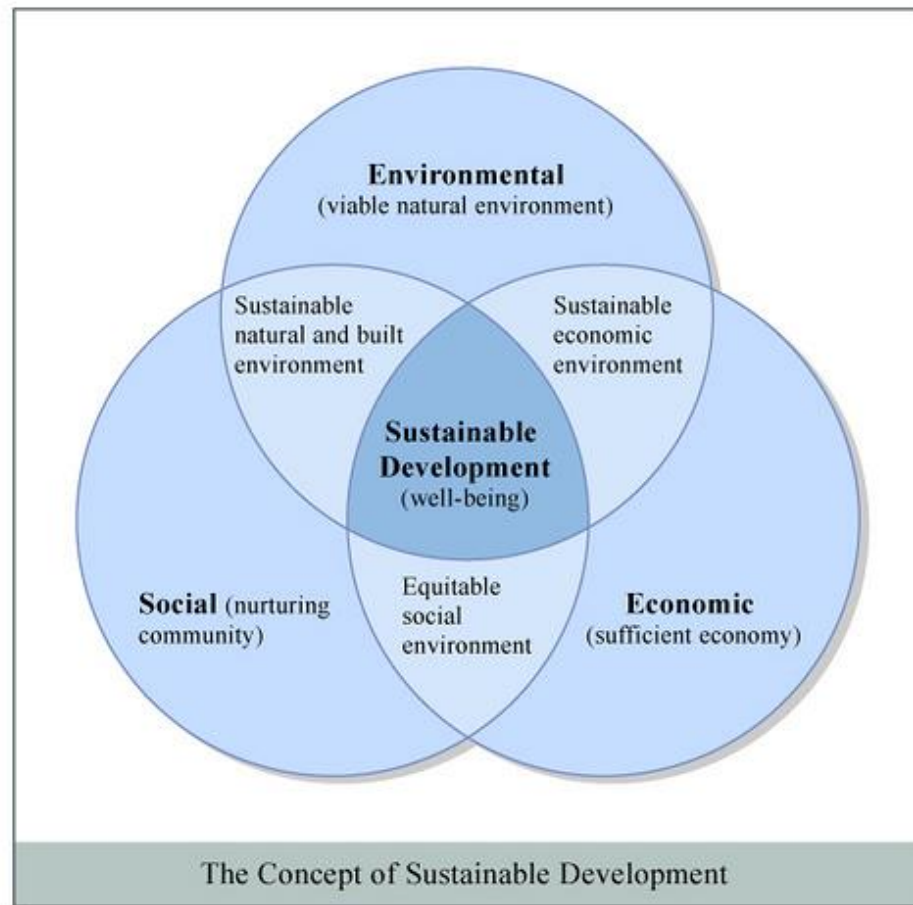 Environmental
(viable natural environment)
Sustainable
natural and built
environment
Sustainable
economic
environment
Sustainable
Development
(well-being)
Social (nurturing
community)
Equitable
social
environment
Economic
(sufficient economy)
The Concept of Sustainable Development